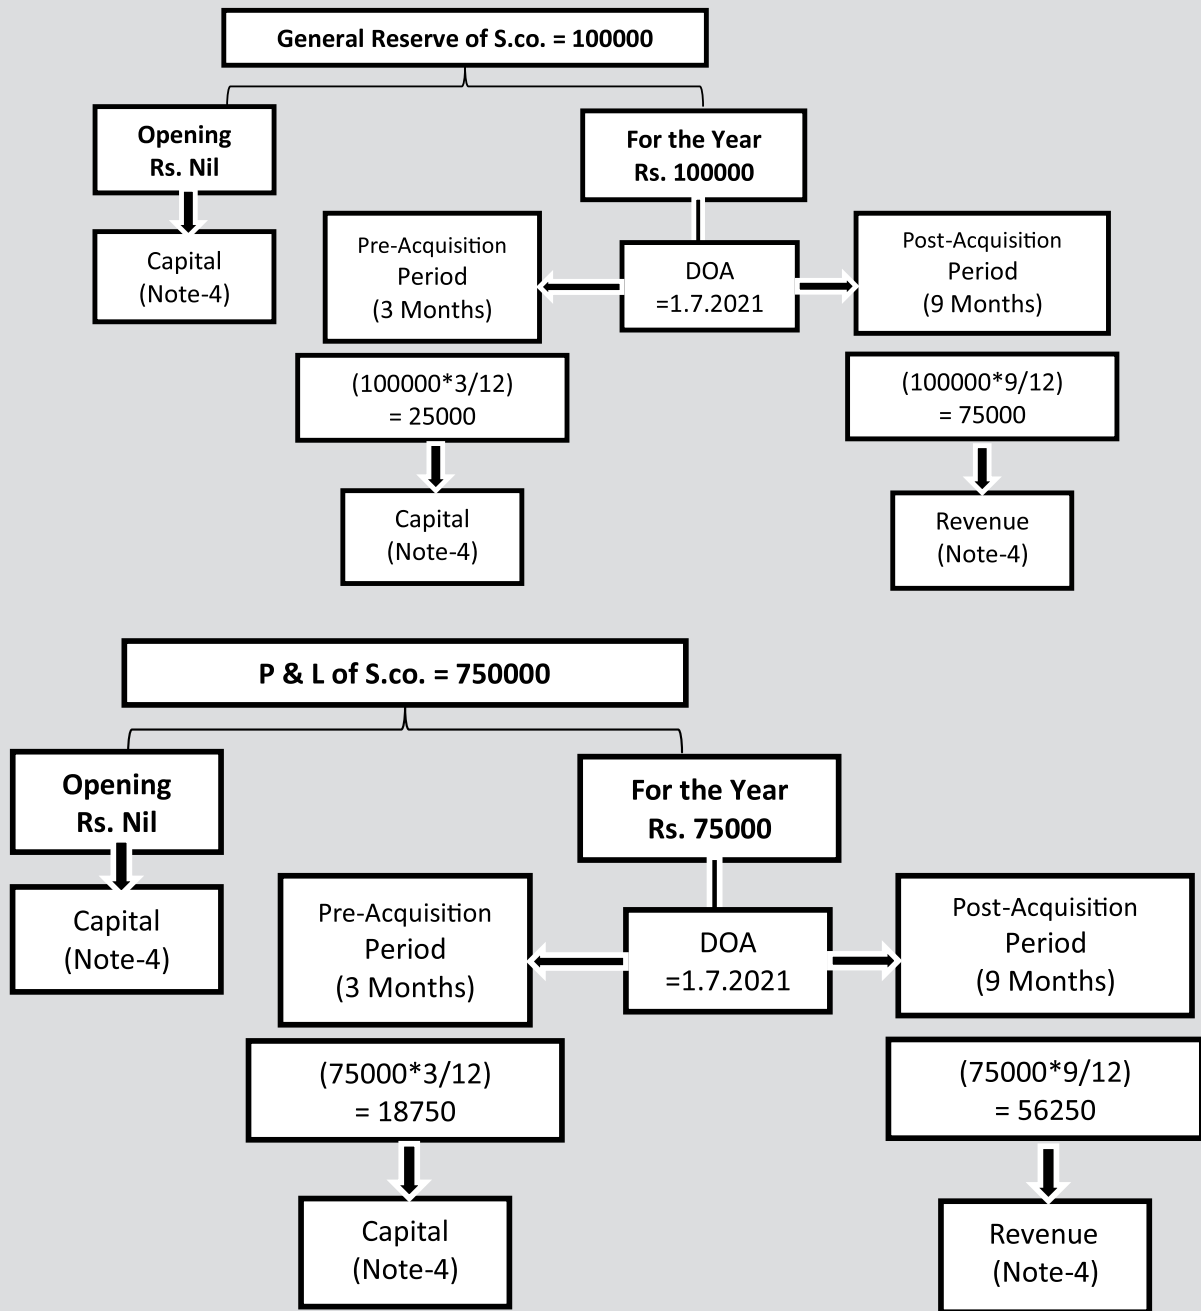 General Reserve of S.co. = 100000
Opening
Rs. Nil
For the Year
Rs. 100000
Capital
(Note-4)
Pre-Acquisition
Period
(3 Months)
DOA
=1.7.2021
Post-Acquisition
Period
(9 Months)
(100000*3/12)
= 25000
(100000*9/12)
= 75000
Capital
(Note-4)
Revenue
(Note-4)
P & L of S.co. = 750000
Opening
Rs. Nil
For the Year
Rs. 75000
Capital
(Note-4)
Pre-Acquisition
Period
(3 Months)
DOA
=1.7.2021
Post-Acquisition
Period
(9 Months)
(75000*3/12)
= 18750
(75000*9/12)
= 56250
Capital
(Note-4)
Revenue
(Note-4)